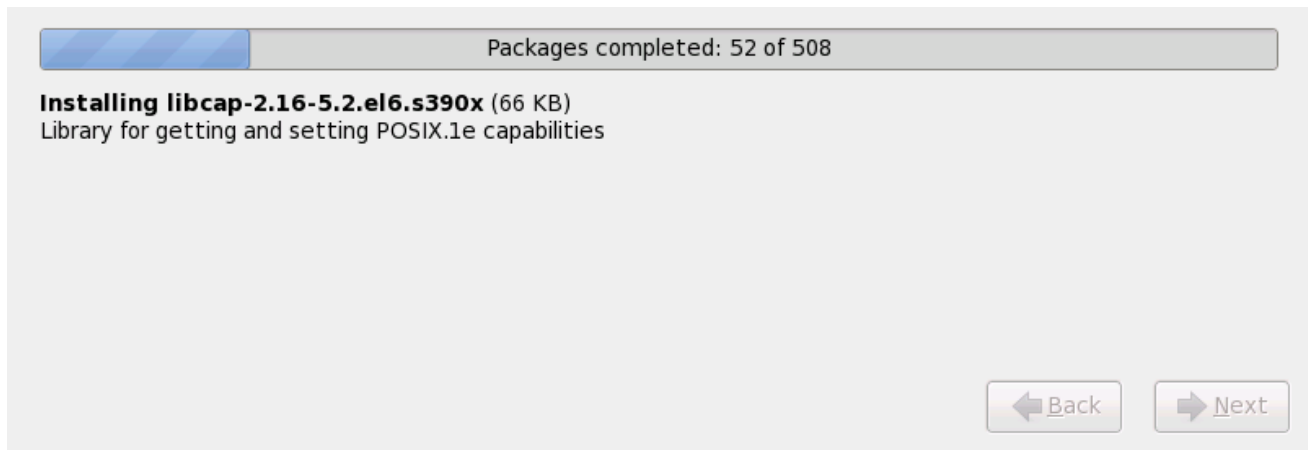 Packages completed: 52 of 508
Installing libcap-2.16-5.2.el6.s390x (66 KB)
Library for getting and setting POSIX.1e capabilities
Back
Next